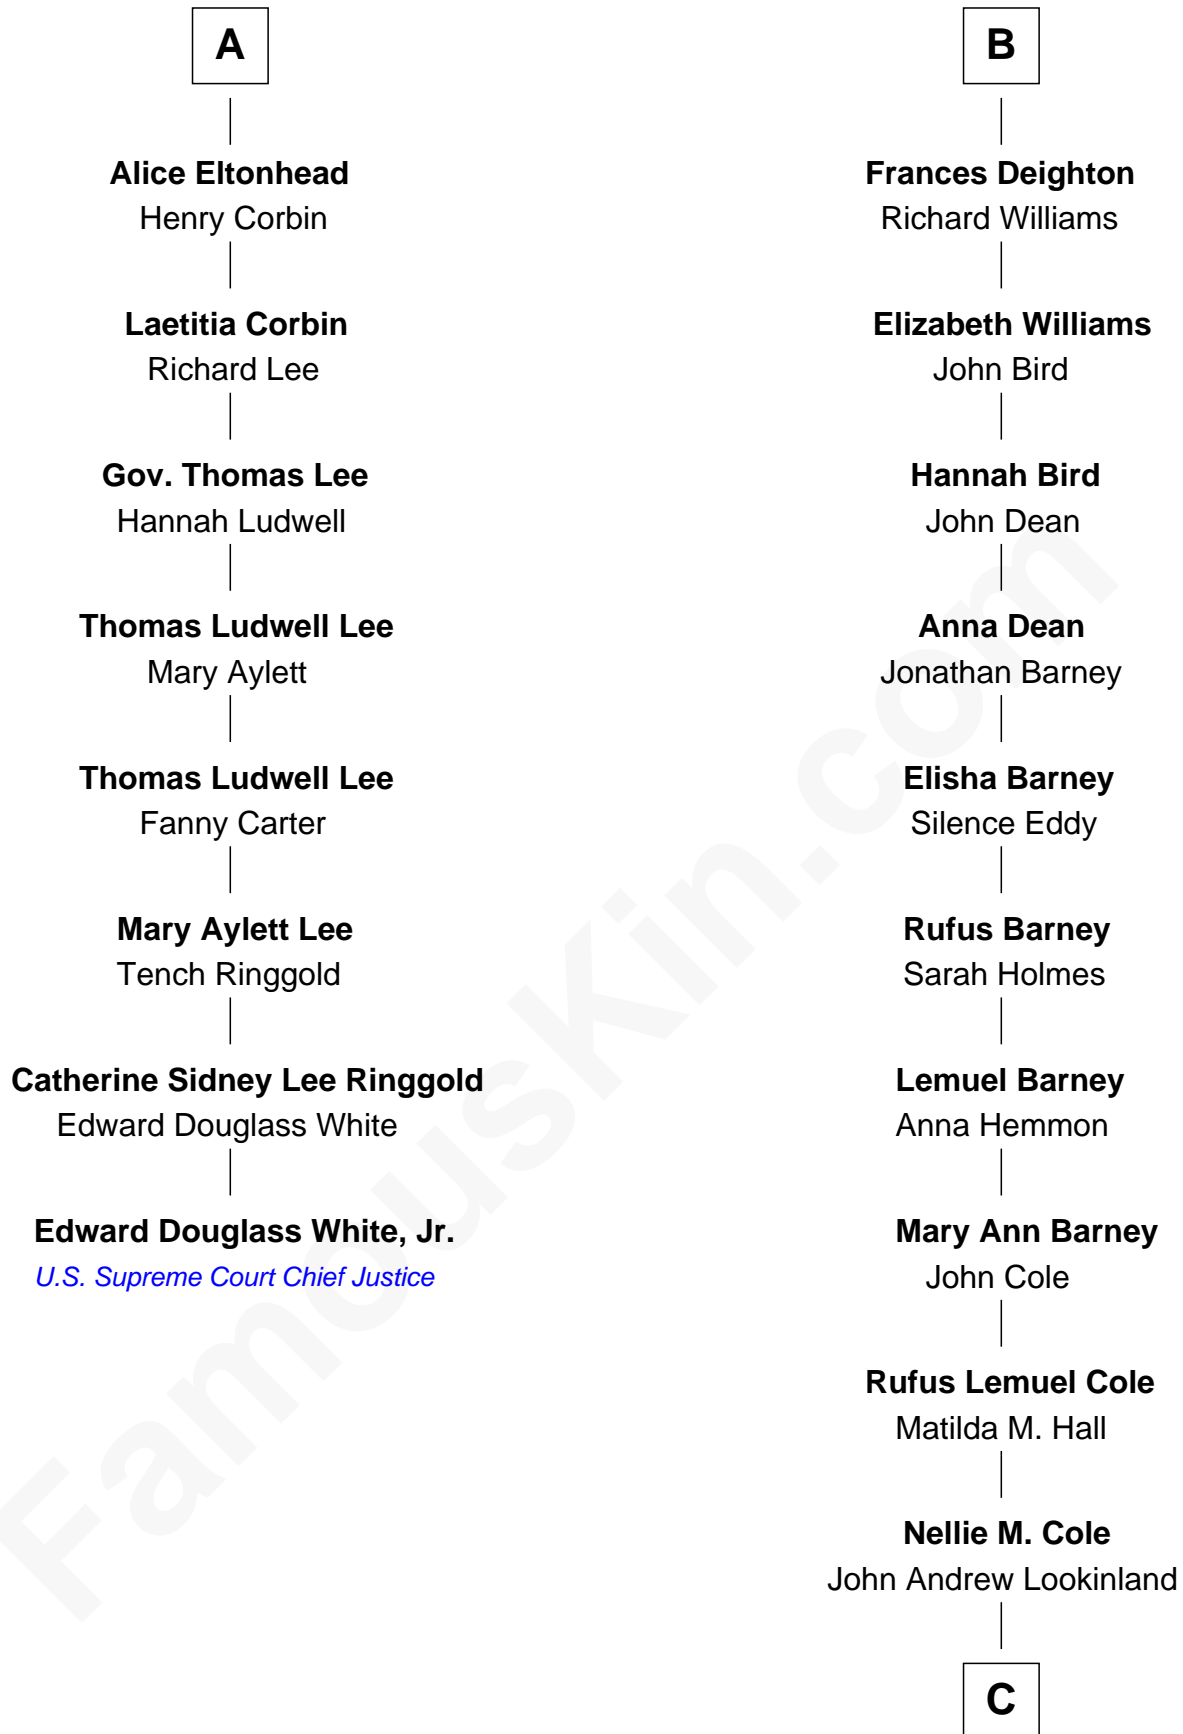 A
Alice Eltonhead
Henry Corbin
Laetitia Corbin
Richard Lee
Gov. Thomas Lee
Hannah Ludwell
Thomas Ludwell Lee
Mary Aylett
Thomas Ludwell Lee
Fanny Carter
Mary Aylett Lee
Tench Ringgold
Catherine Sidney Lee Ringgold
Edward Douglass White
Edward Douglass White, Jr.
U.S. Supreme Court Chief Justice
B
Frances Deighton
Richard Williams
Elizabeth Williams
John Bird
Hannah Bird
John Dean
Anna Dean
Jonathan Barney
Elisha Barney
Silence Eddy
Rufus Barney
Sarah Holmes
Lemuel Barney
Anna Hemmon
Mary Ann Barney
John Cole
Rufus Lemuel Cole
Matilda M. Hall
Nellie M. Cole
John Andrew Lookinland
C
FamousKin.com